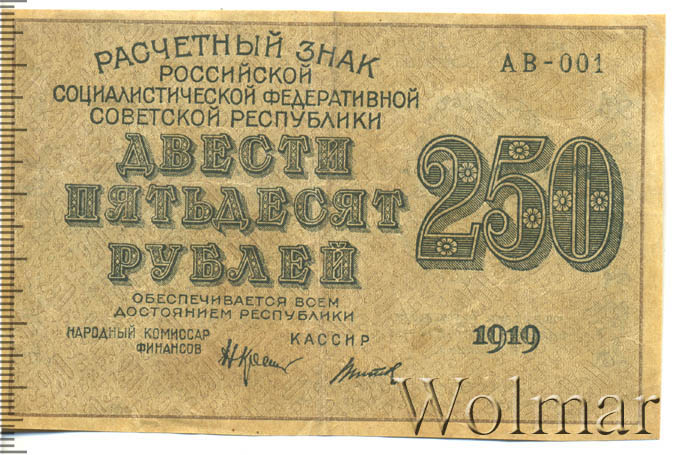 РАСЧЕТНЫЙ ЗНАК
РОССИЙСКОЙ
СОЦИАЛИСТИЧЕСКОЙ ФЕДЕРАТИВНОЙ
СОВЕТСКОЙ РЕСПУБЛИКИ
АВ-001
ДВЕСТИ
ПЯТЬДЕСЯТ
РУБЛЕЙ
250
ОБЕСПЕЧИВАЕТСЯ ВСЕМ
ДОСТОЯНИЕМ РЕСПУБЛИКИ
НАРОДНЫЙ КОМИССАР
ФИНАНСОВ
КАССИР
1919
Wolmar